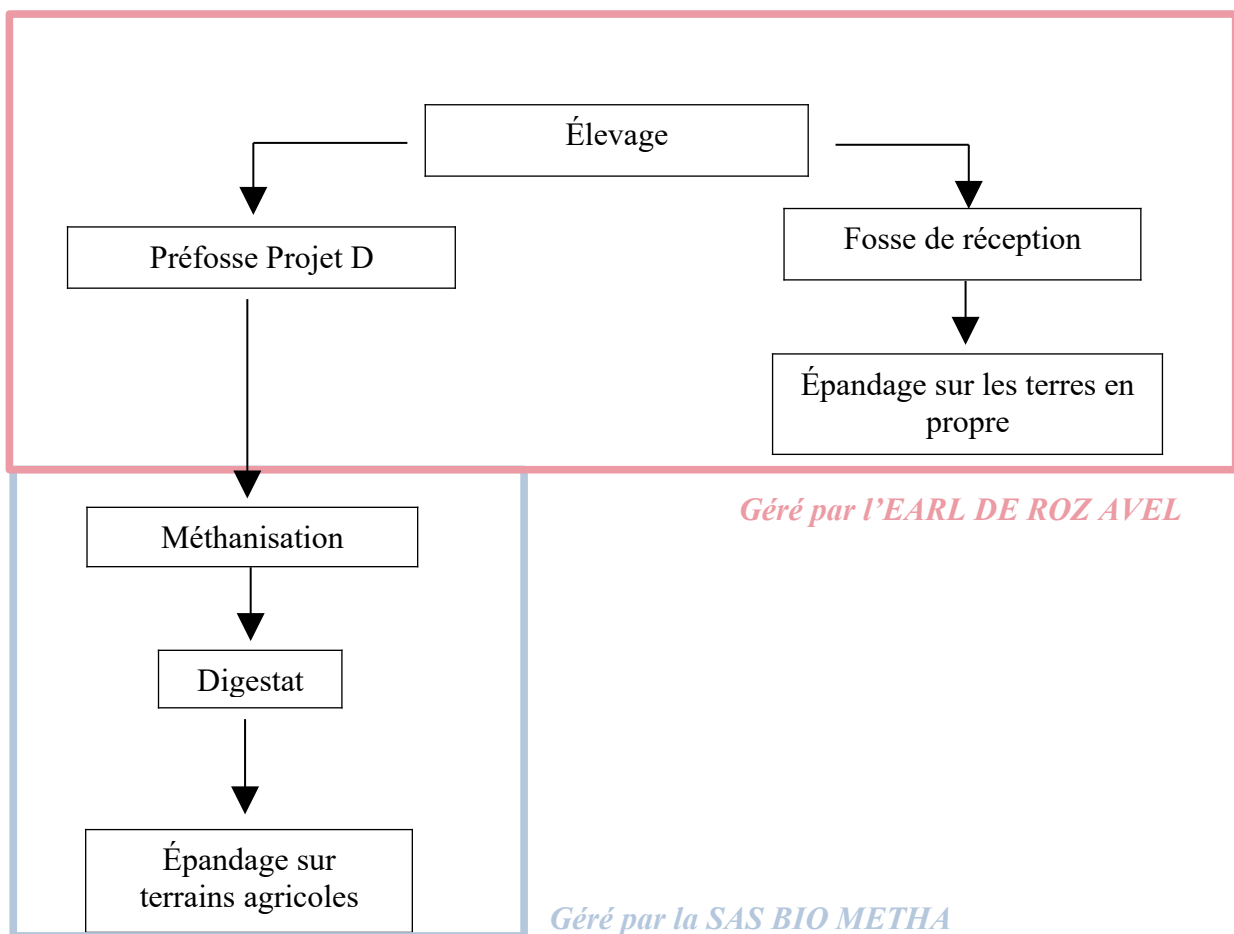 Élevage
Préfosse Projet D
Fosse de réception
Épandage sur les terres en
propre
Géré par l’EARL DE ROZ AVEL
Méthanisation
Digestat
Épandage sur
terrains agricoles
Géré par la SAS BIO METHA